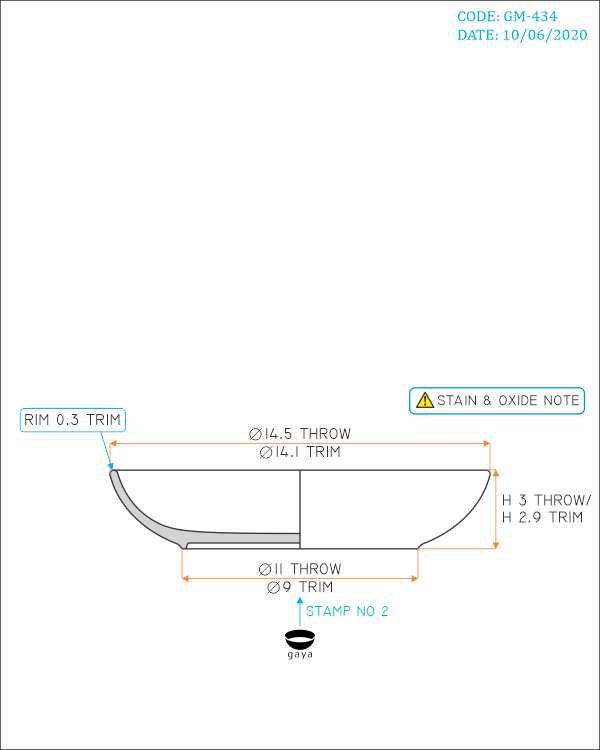 CODE: GM-434
DATE: 10/06/2020
STAIN & OXIDE NOTE
RIM 0.3 TRIM
∅14.5 THROW
∅14.1 TRIM
H 3 THROW/
H 2.9 TRIM
∅11 THROW
∅9 TRIM
STAMP NO 2
gaya